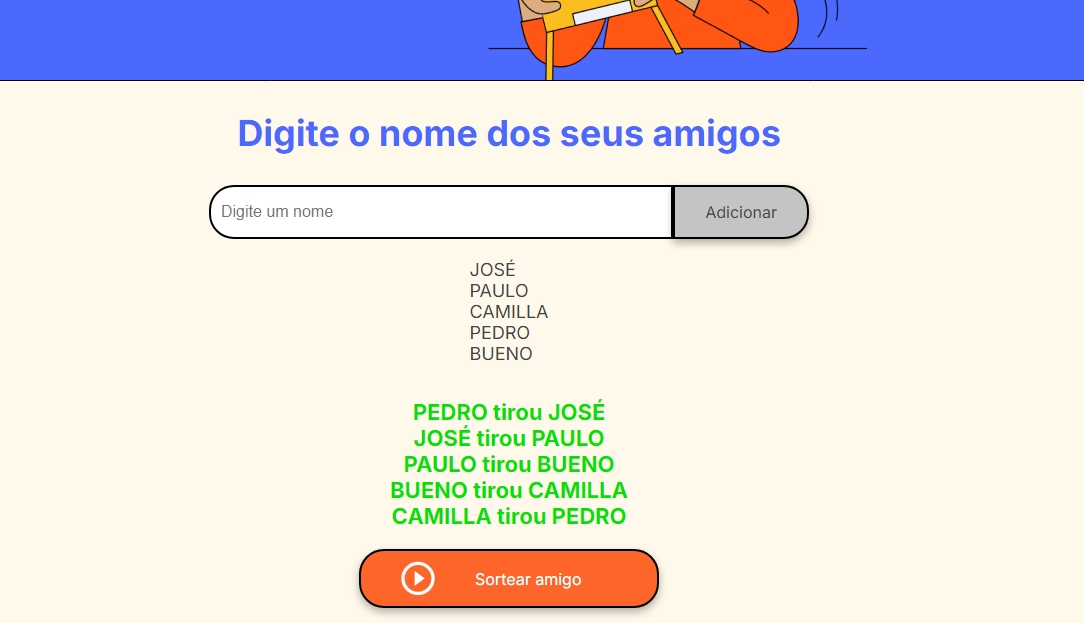 Digite o nome dos seus amigos
Digite um nome
Adicionar
JOSÉ
PAULO
CAMILLA
PEDRO
BUENO
PEDRO tirou JOSÉ
JOSÉ tirou PAULO
PAULO tirou BUENO
BUENO tirou CAMILLA
CAMILLA tirou PEDRO
Sortear amigo